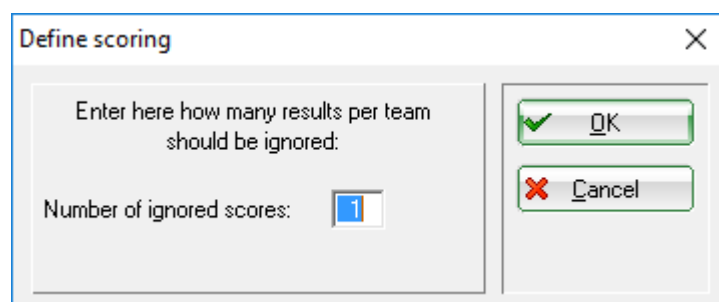 Define scoring
Enter here how many results per team
should be ignored:
Number of ignored scores: 1
OK
Cancel